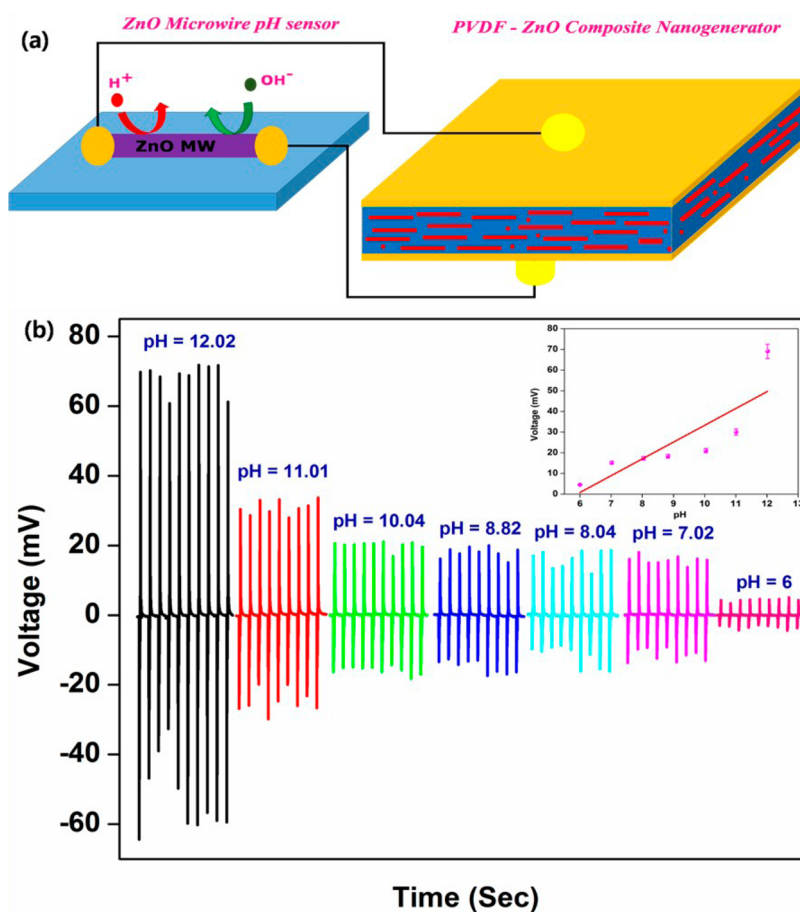 (a)
ZnO Microwire pH sensor
PVDF - ZnO Composite Nanogenerator
H+
OH-
ZnO MW
(b)
80
60
40
20
0
-20
-40
-60
Voltage (mV)
Time (Sec)
pH = 12.02
pH = 11.01
pH = 10.04
pH = 8.82
pH = 8.04
pH = 7.02
pH = 6
80
70
60
50
40
30
20
10
0
Voltage (mV)
6 7 8 9 10 11 12 13
pH